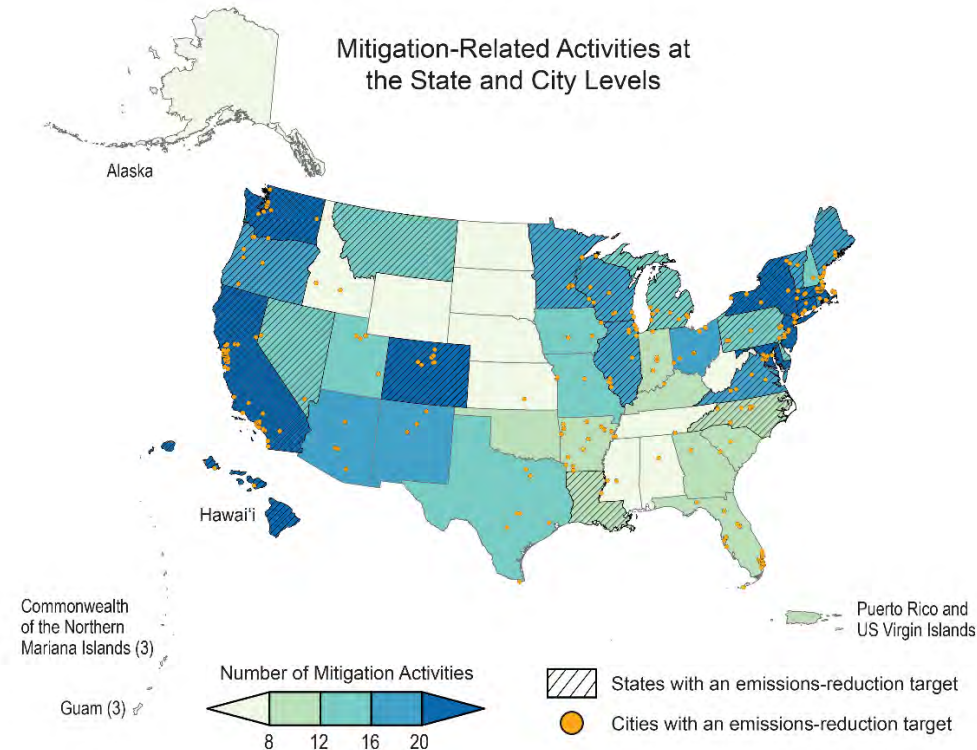 Mitigation-Related Activities at
the State and City Levels
Alaska
Hawaiʻi
Commonwealth
of the Northern
Mariana Islands (3)
Guam (3)
Puerto Rico and
US Virgin Islands
Number of Mitigation Activities
8 12 16 20
States with an emissions-reduction target
Cities with an emissions-reduction target